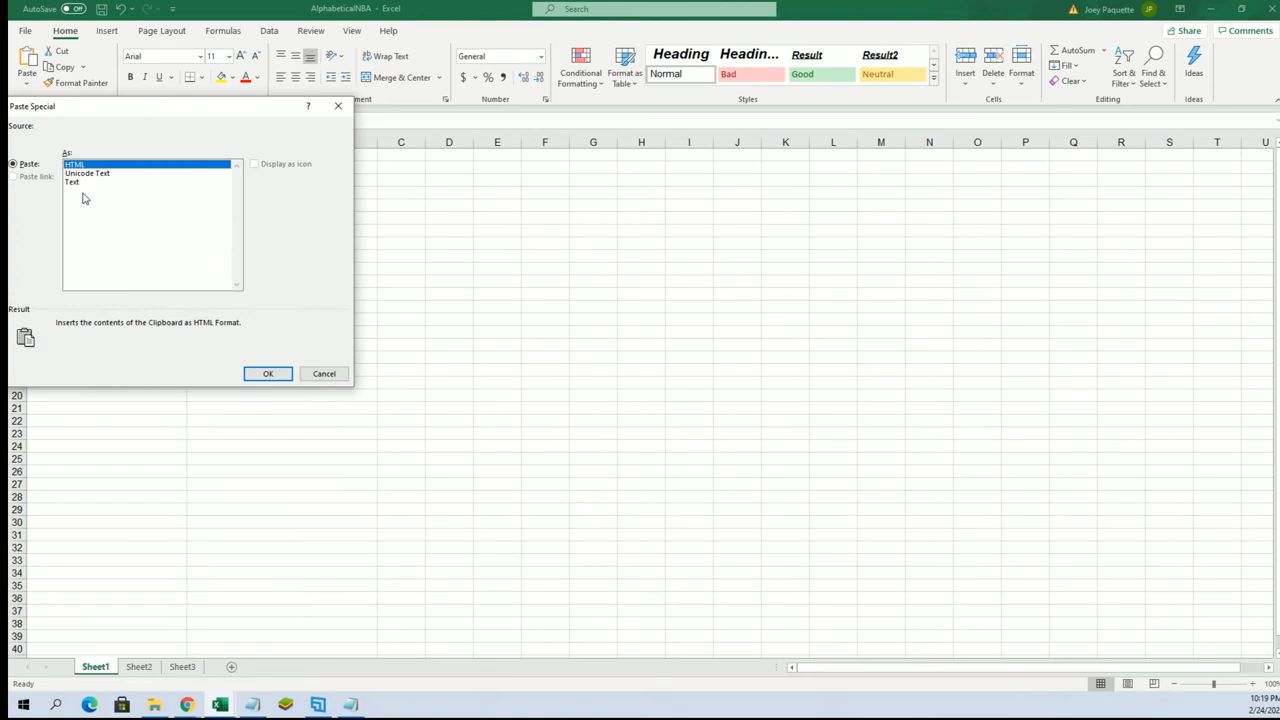 AutoSave Off AlphabeticalNBA - Excel Search Joey Paquette JP
File Home Insert Page Layout Formulas Data Review View Help Share Comments
Cut Arial 11 A A Wrap Text General Heading Headin... Result Result2 AutoSum
Copy Normal Bad Good Neutral Fill
Paste Format Painter B I U A Merge & Center $ % , Conditional Formatting Format as Table Insert Delete Format Clear Sort & Filter Find & Select Ideas
Number Styles Cells Editing Ideas
Paste Special ?
Source:
C D E F G H I J K L M N O P Q R S T U
As:
Paste: HTML Display as icon
Paste link: Unicode Text
Text
Result
Inserts the contents of the Clipboard as HTML Format.
OK Cancel
20
21
22
23
24
25
26
27
28
29
30
31
32
33
34
35
36
37
38
39
40
Sheet1 Sheet2 Sheet3
Ready 100%
10:19 PM
2/24/202